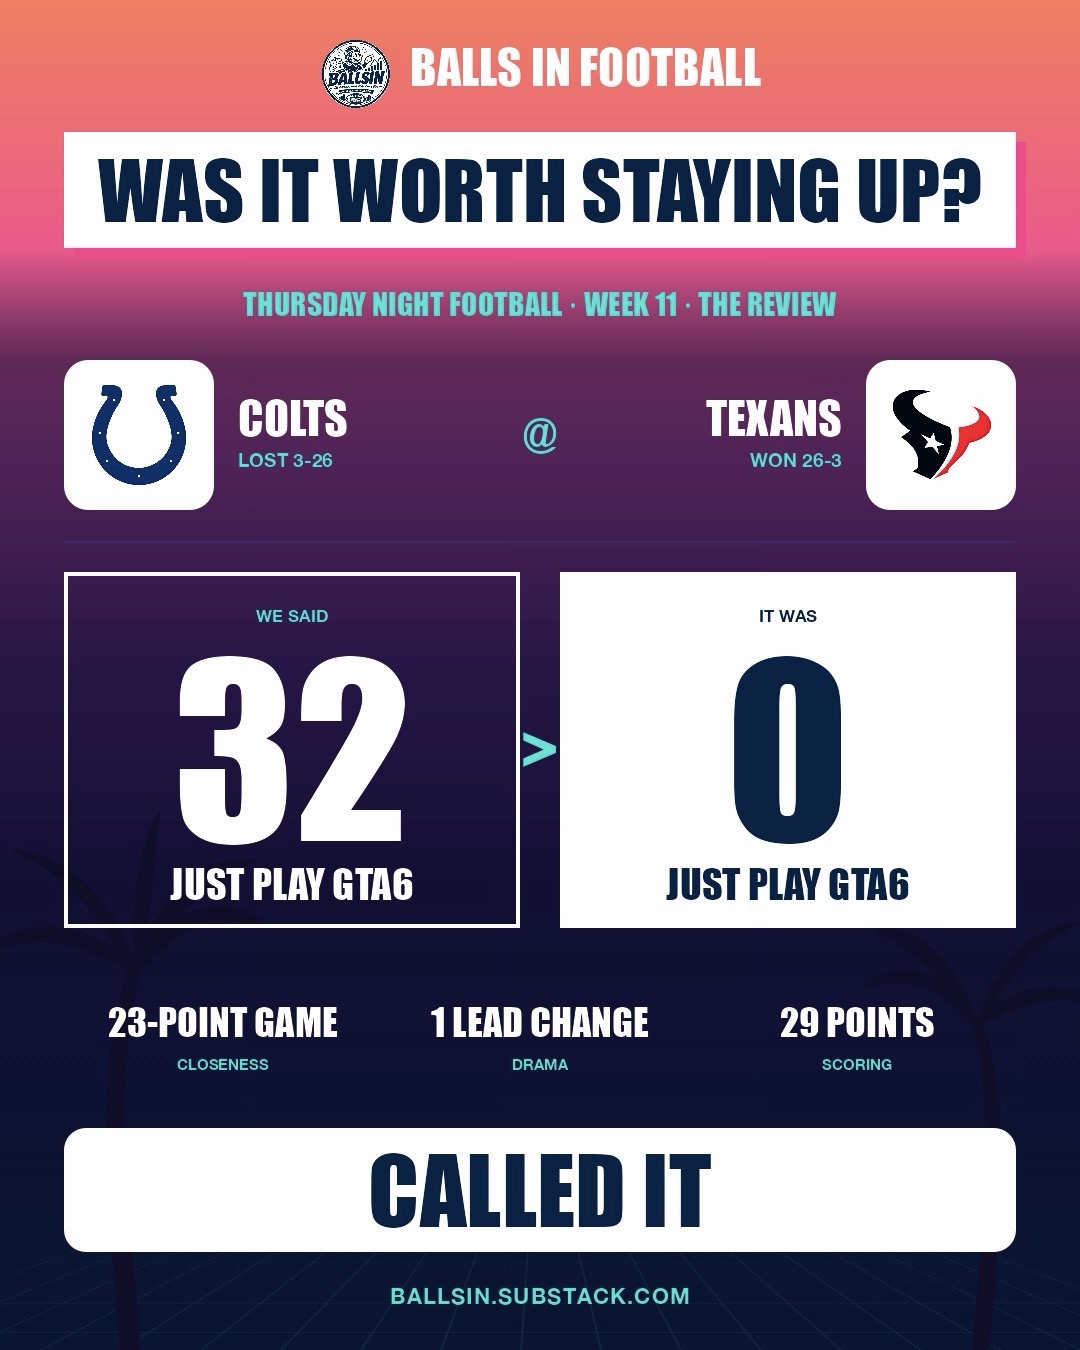 BALLSIN
BALLS IN FOOTBALL
WAS IT WORTH STAYING UP?
THURSDAY NIGHT FOOTBALL · WEEK 11 · THE REVIEW
COLTS
LOST 3-26
@
TEXANS
WON 26-3
WE SAID
32
JUST PLAY GTA6
>
IT WAS
0
JUST PLAY GTA6
23-POINT GAME
CLOSENESS
1 LEAD CHANGE
DRAMA
29 POINTS
SCORING
CALLED IT
BALLSIN.SUBSTACK.COM